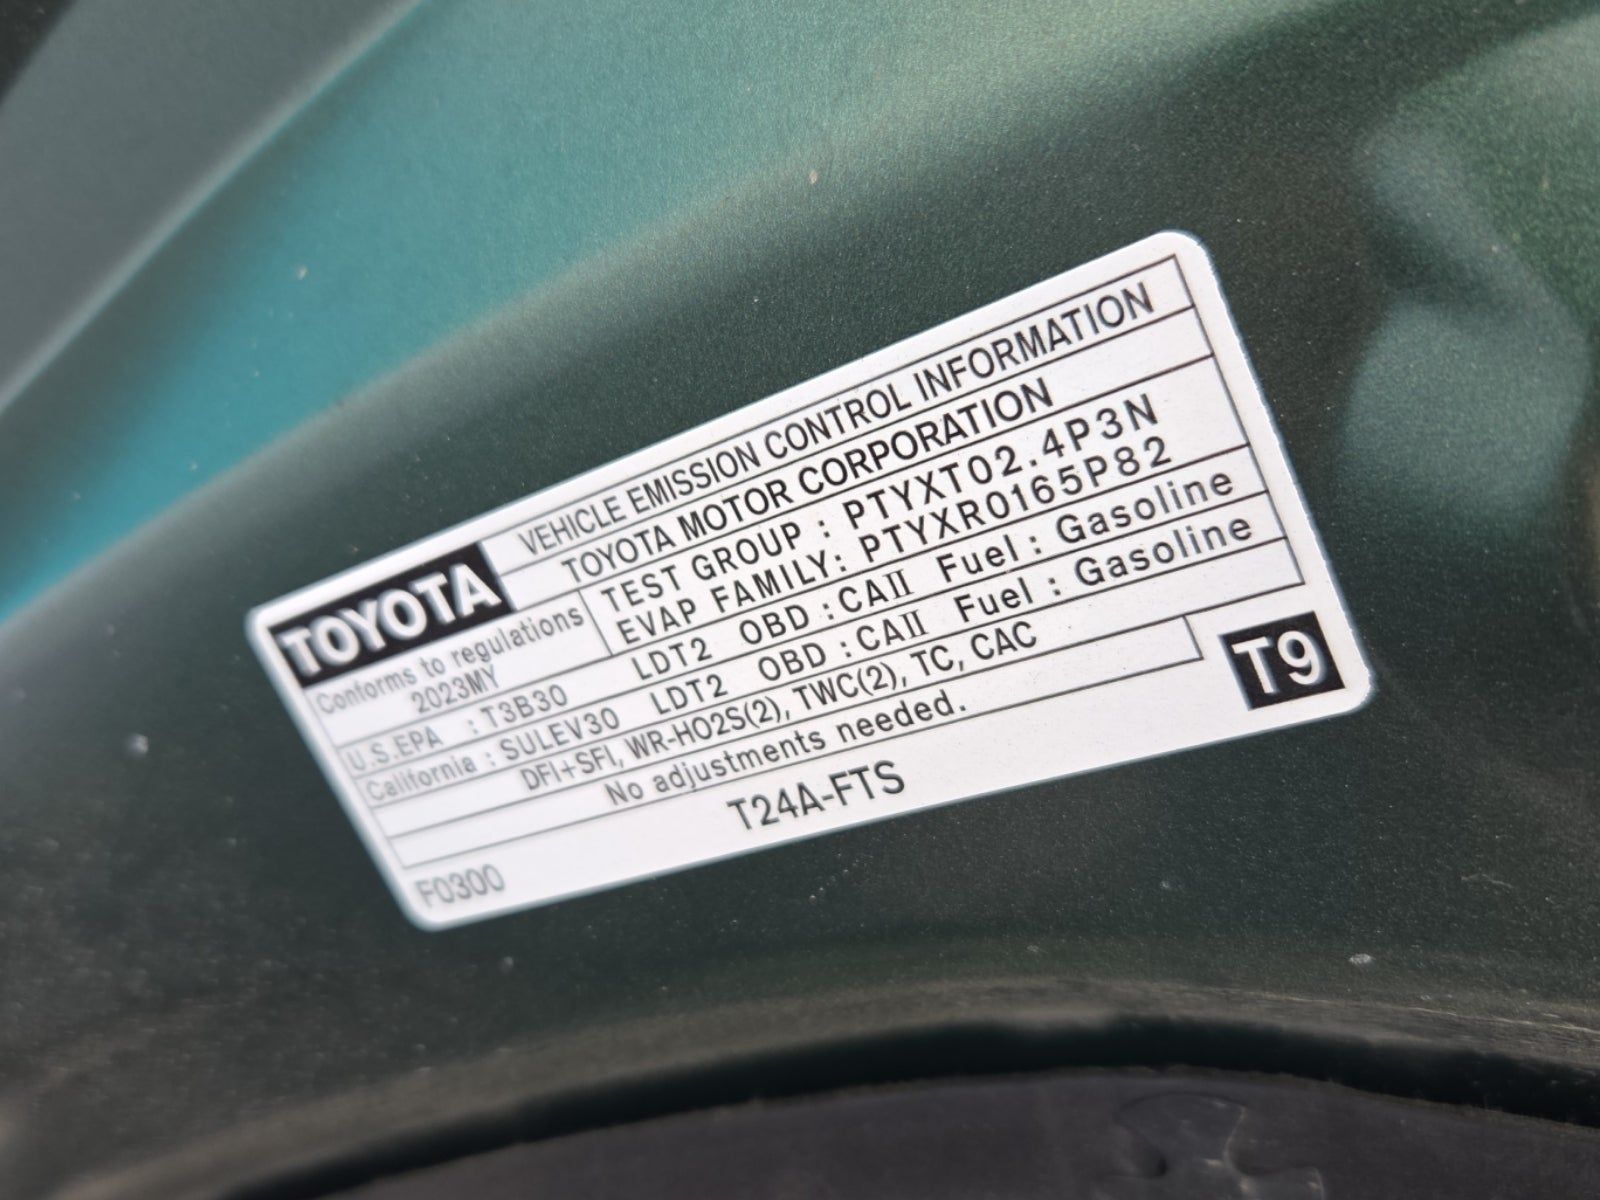 TOYOTA
VEHICLE EMISSION CONTROL INFORMATION
TOYOTA MOTOR CORPORATION
Conforms to regulations
2023MY
TEST GROUP : PTYXT02.4P3N
EVAP FAMILY: PTYXR0165P82
U.S.EPA : T3B30 LDT2 OBD : CAII Fuel : Gasoline
California : SULEV30 LDT2 OBD : CAII Fuel : Gasoline
DFI+SFI, WR-HO2S(2), TWC(2), TC, CAC
No adjustments needed.
T9
T24A-FTS
F0300